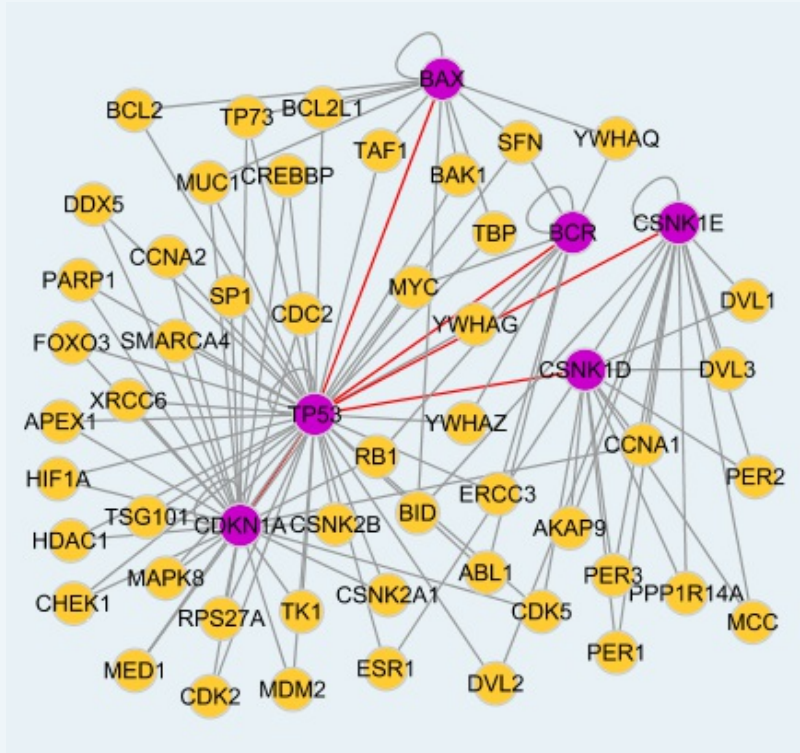 BAX
BCL2
TP73
BCL2L1
TAF1
SFN
YWHAQ
MUC1
CREBBP
BAK1
DDX5
TBP
BCR
CSNK1E
CCNA2
PARP1
SP1
MYC
CDC2
YWHAG
DVL1
FOXO3
SMARCA4
CSNK1D
DVL3
XRCC6
APEX1
TP53
YWHAZ
CCNA1
RB1
HIF1A
PER2
ERCC3
TSG101
CDKN1A
CSNK2B
BID
AKAP9
HDAC1
MAPK8
ABL1
PER3
CHEK1
RPS27A
TK1
CSNK2A1
CDK5
PPP1R14A
MCC
MED1
CDK2
MDM2
ESR1
DVL2
PER1